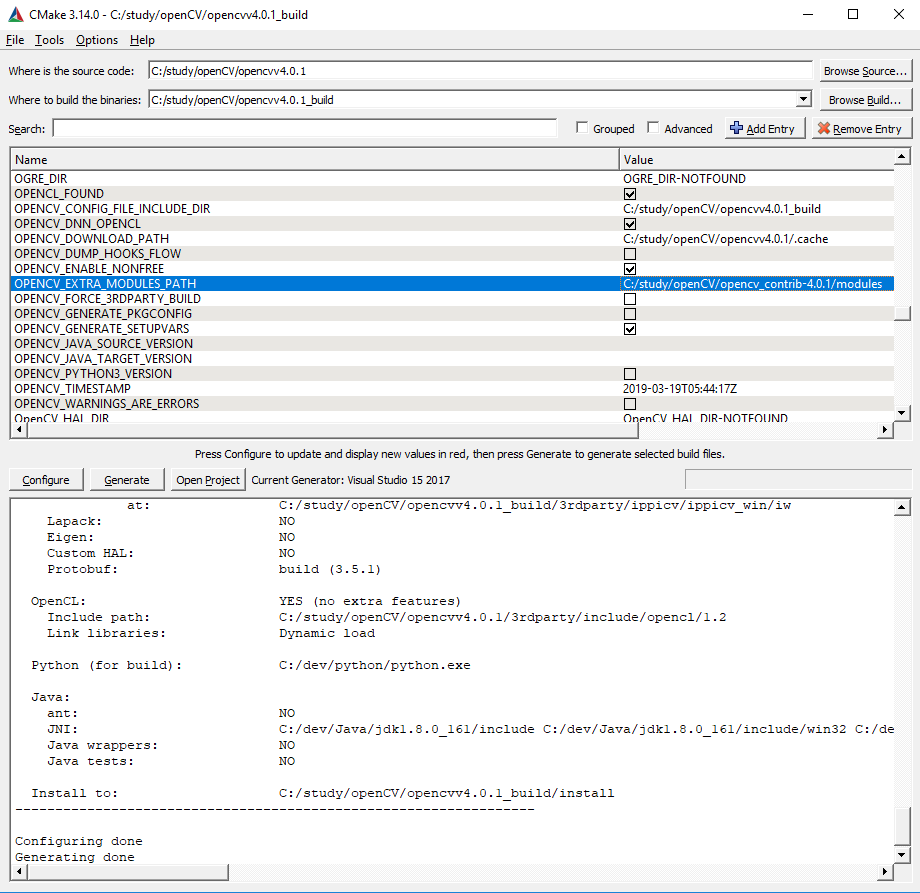 CMake 3.14.0 - C:/study/openCV/opencvv4.0.1_build
File Tools Options Help
Where is the source code: C:/study/openCV/opencvv4.0.1 Browse Source...
Where to build the binaries: C:/study/openCV/opencvv4.0.1_build Browse Build...
Search: Grouped Advanced Add Entry Remove Entry
Name Value
OGRE_DIR OGRE_DIR-NOTFOUND
OPENCL_FOUND
OPENCV_CONFIG_FILE_INCLUDE_DIR C:/study/openCV/opencvv4.0.1_build
OPENCV_DNN_OPENCL
OPENCV_DOWNLOAD_PATH C:/study/openCV/opencvv4.0.1/.cache
OPENCV_DUMP_HOOKS_FLOW
OPENCV_ENABLE_NONFREE
OPENCV_EXTRA_MODULES_PATH C:/study/openCV/opencv_contrib-4.0.1/modules
OPENCV_FORCE_3RDPARTY_BUILD
OPENCV_GENERATE_PKGCONFIG
OPENCV_GENERATE_SETUPVARS
OPENCV_JAVA_SOURCE_VERSION
OPENCV_JAVA_TARGET_VERSION
OPENCV_PYTHON3_VERSION
OPENCV_TIMESTAMP 2019-03-19T05:44:17Z
OPENCV_WARNINGS_ARE_ERRORS
OpenCV_HAL_DIR OpenCV_HAL_DIR-NOTFOUND
Press Configure to update and display new values in red, then press Generate to generate selected build files.
Configure Generate Open Project Current Generator: Visual Studio 15 2017
at: C:/study/openCV/opencvv4.0.1_build/3rdparty/ippicv/ippicv_win/iw
Lapack: NO
Eigen: NO
Custom HAL: NO
Protobuf: build (3.5.1)
OpenCL: YES (no extra features)
Include path: C:/study/openCV/opencvv4.0.1/3rdparty/include/opencl/1.2
Link libraries: Dynamic load
Python (for build): C:/dev/python/python.exe
Java:
ant: NO
JNI: C:/dev/Java/jdk1.8.0_161/include C:/dev/Java/jdk1.8.0_161/include/win32 C:/de
Java wrappers: NO
Java tests: NO
Install to: C:/study/openCV/opencvv4.0.1_build/install
-----------------------------------------------------------------
Configuring done
Generating done